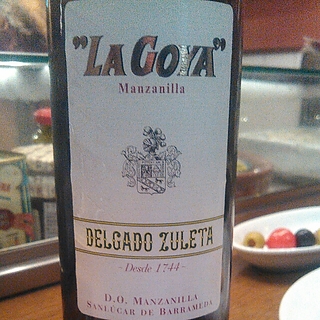 "LA GOYA"
Manzanilla
DELGADO ZULETA
- Desde 1744 -
D.O. MANZANILLA
SANLÚCAR DE BARRAMEDA